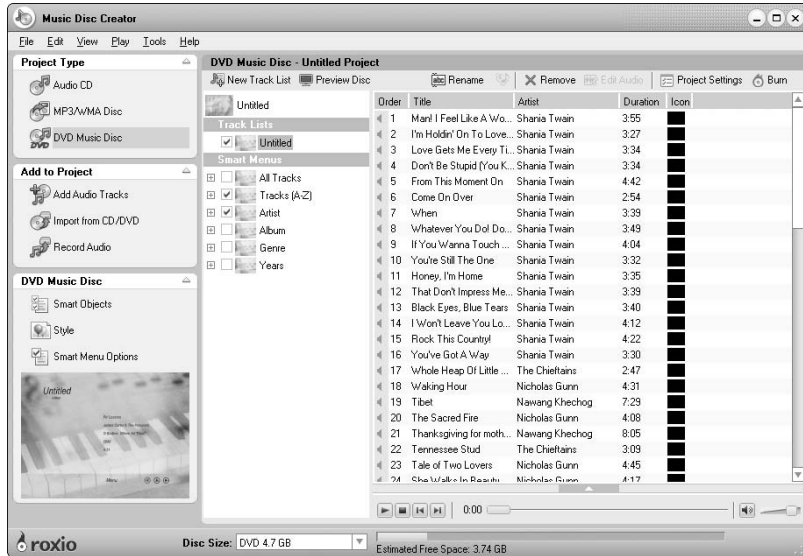 Music Disc Creator
File Edit View Play Tools Help
Project Type
Audio CD
MP3/WMA Disc
DVD Music Disc
Add to Project
Add Audio Tracks
Import from CD/DVD
Record Audio
DVD Music Disc
Smart Objects
Style
Smart Menu Options
Untitled
Menu
DVD Music Disc - Untitled Project
New Track List Preview Disc Rename Remove Edit Audio Project Settings Burn
Untitled
Track Lists
Untitled
Smart Menus
All Tracks
Tracks (A-Z)
Artist
Album
Genre
Years
Order Title Artist Duration Icon
1 Man! I Feel Like A Wo... Shania Twain 3:55
2 I'm Holdin' On To Love... Shania Twain 3:27
3 Love Gets Me Every Ti... Shania Twain 3:34
4 Don't Be Stupid (You K... Shania Twain 3:34
5 From This Moment On Shania Twain 4:42
6 Come On Over Shania Twain 2:54
7 When Shania Twain 3:39
8 Whatever You Do! Do... Shania Twain 3:49
9 If You Wanna Touch ... Shania Twain 4:04
10 You're Still The One Shania Twain 3:32
11 Honey, I'm Home Shania Twain 3:35
12 That Don't Impress Me... Shania Twain 3:39
13 Black Eyes, Blue Tears Shania Twain 3:40
14 I Won't Leave You Lo... Shania Twain 4:12
15 Rock This Country! Shania Twain 4:22
16 You've Got A Way Shania Twain 3:30
17 Whole Heap Of Little ... The Chieftains 2:47
18 Waking Hour Nicholas Gunn 4:31
19 Tibet Nawang Khechog 7:29
20 The Sacred Fire Nicholas Gunn 4:08
21 Thanksgiving for moth... Nawang Khechog 8:05
22 Tennessee Stud The Chieftains 3:09
23 Tale of Two Lovers Nicholas Gunn 4:45
24 She Walks In Beauty Nicholas Gunn 4:17
0:00
roxio
Disc Size: DVD 4.7 GB
Estimated Free Space: 3.74 GB